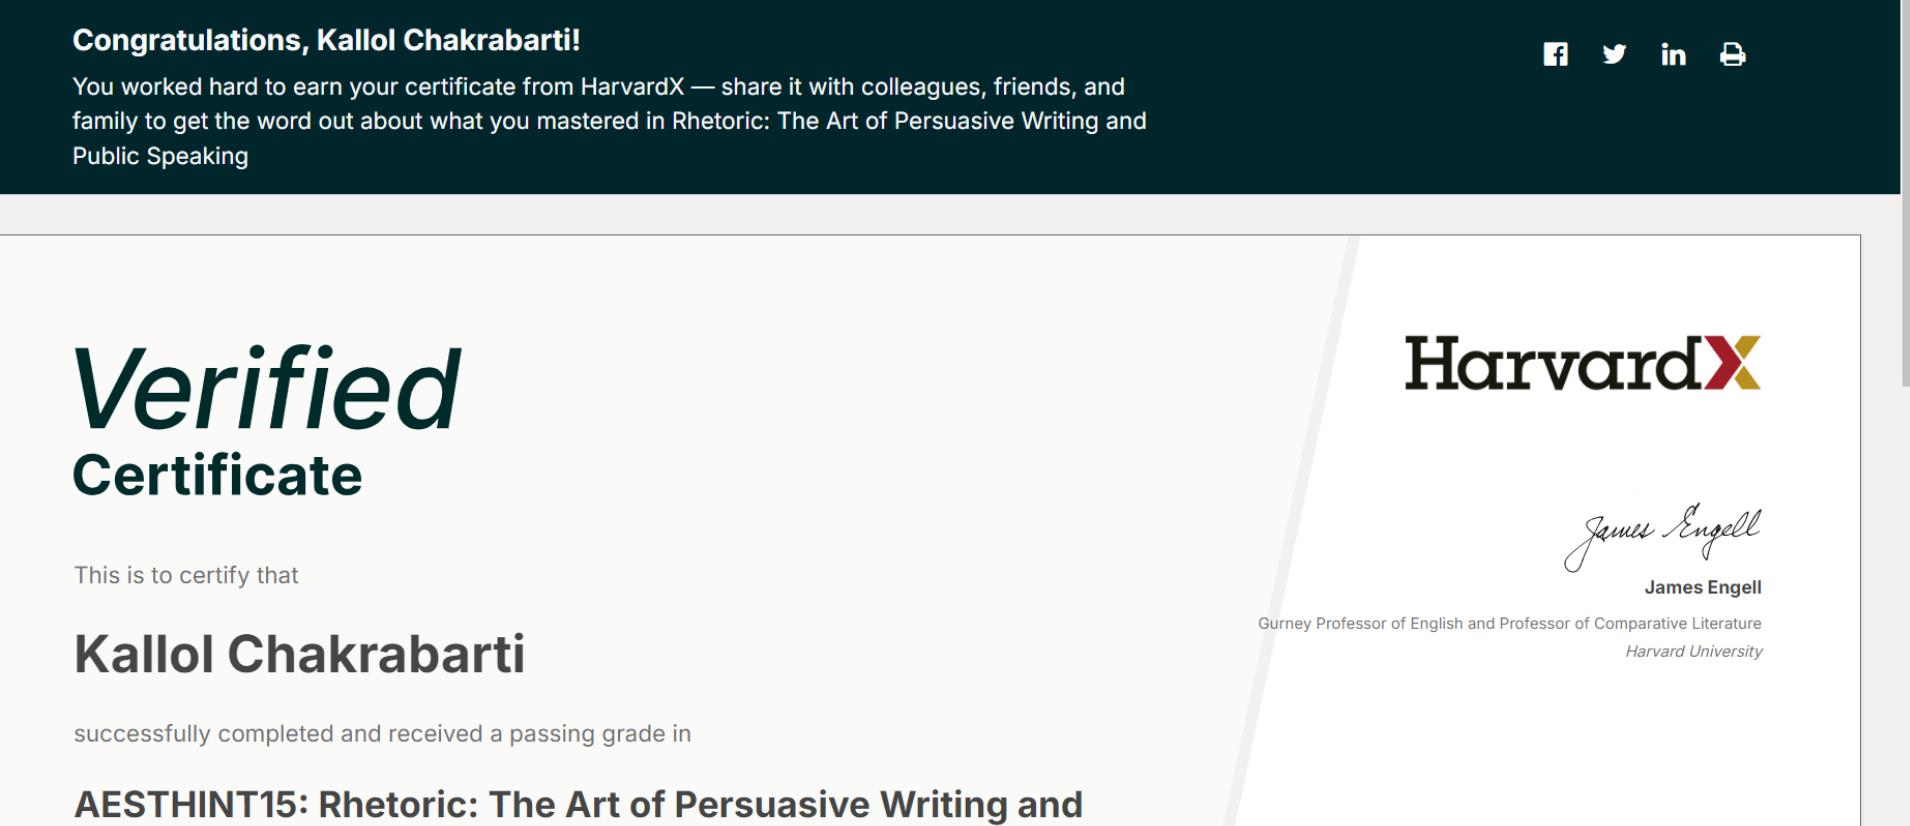 Congratulations, Kallol Chakrabarti!
You worked hard to earn your certificate from HarvardX — share it with colleagues, friends, and
family to get the word out about what you mastered in Rhetoric: The Art of Persuasive Writing and
Public Speaking
HarvardX
Verified
Certificate
James Engell
James Engell
Gurney Professor of English and Professor of Comparative Literature
Harvard University
This is to certify that
Kallol Chakrabarti
successfully completed and received a passing grade in
AESTHINT15: Rhetoric: The Art of Persuasive Writing and